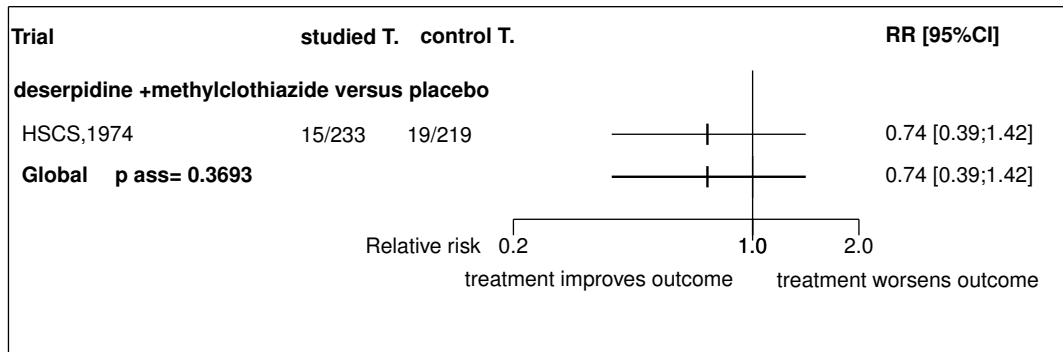 Trial studied T. control T. RR [95%CI]
deserpidine +methylclothiazide versus placebo
HSCS,1974 15/233 19/219 0.74 [0.39;1.42]
Global p ass= 0.3693 0.74 [0.39;1.42]
Relative risk 0.2 1.0 2.0
treatment improves outcome treatment worsens outcome